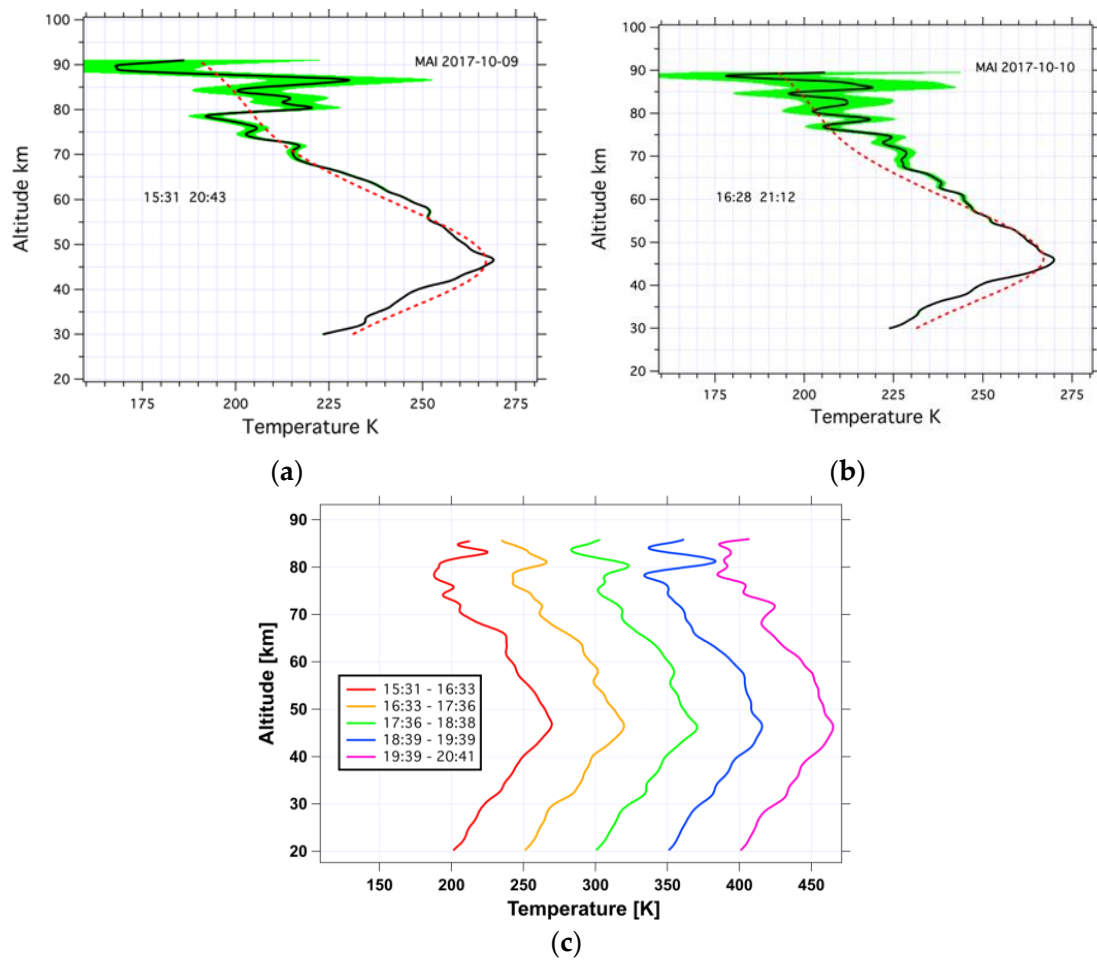 100
90
80
70
60
50
40
30
20
Altitude km
MAI 2017-10-09
15:31 20:43
175
200
225
250
275
Temperature K
(a)
100
90
80
70
60
50
40
30
20
Altitude km
MAI 2017-10-10
16:28 21:12
175
200
225
250
275
Temperature K
(b)
90
80
70
60
50
40
30
20
Altitude [km]
15:31 - 16:33
16:33 - 17:36
17:36 - 18:38
18:39 - 19:39
19:39 - 20:41
150
200
250
300
350
400
450
Temperature [K]
(c)